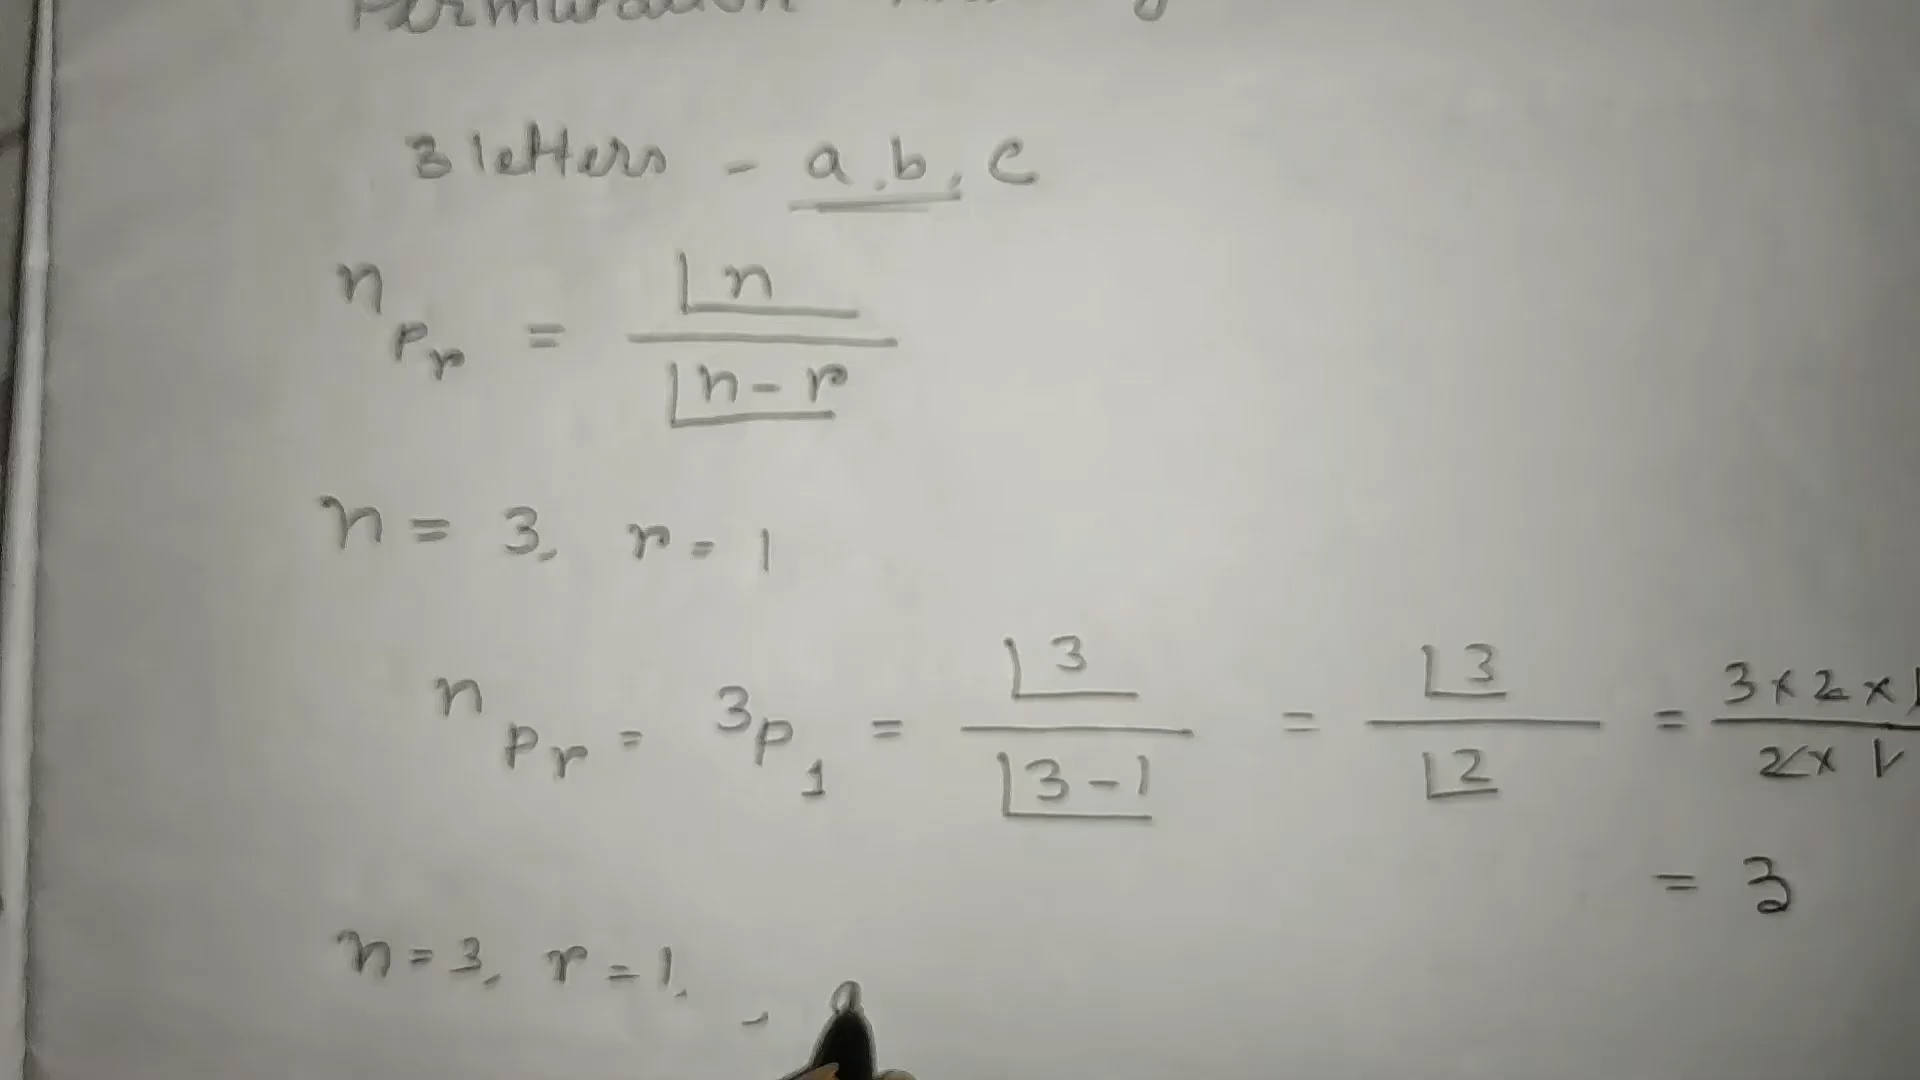 Permutation
3 letters - a, b, c
nPr = ⌊n / ⌊n-r
n = 3, r = 1
nPr = 3P1 = ⌊3 / ⌊3-1 = ⌊3 / ⌊2 = 3×2×1 / 2×1
= 3
n = 3, r = 1, - a